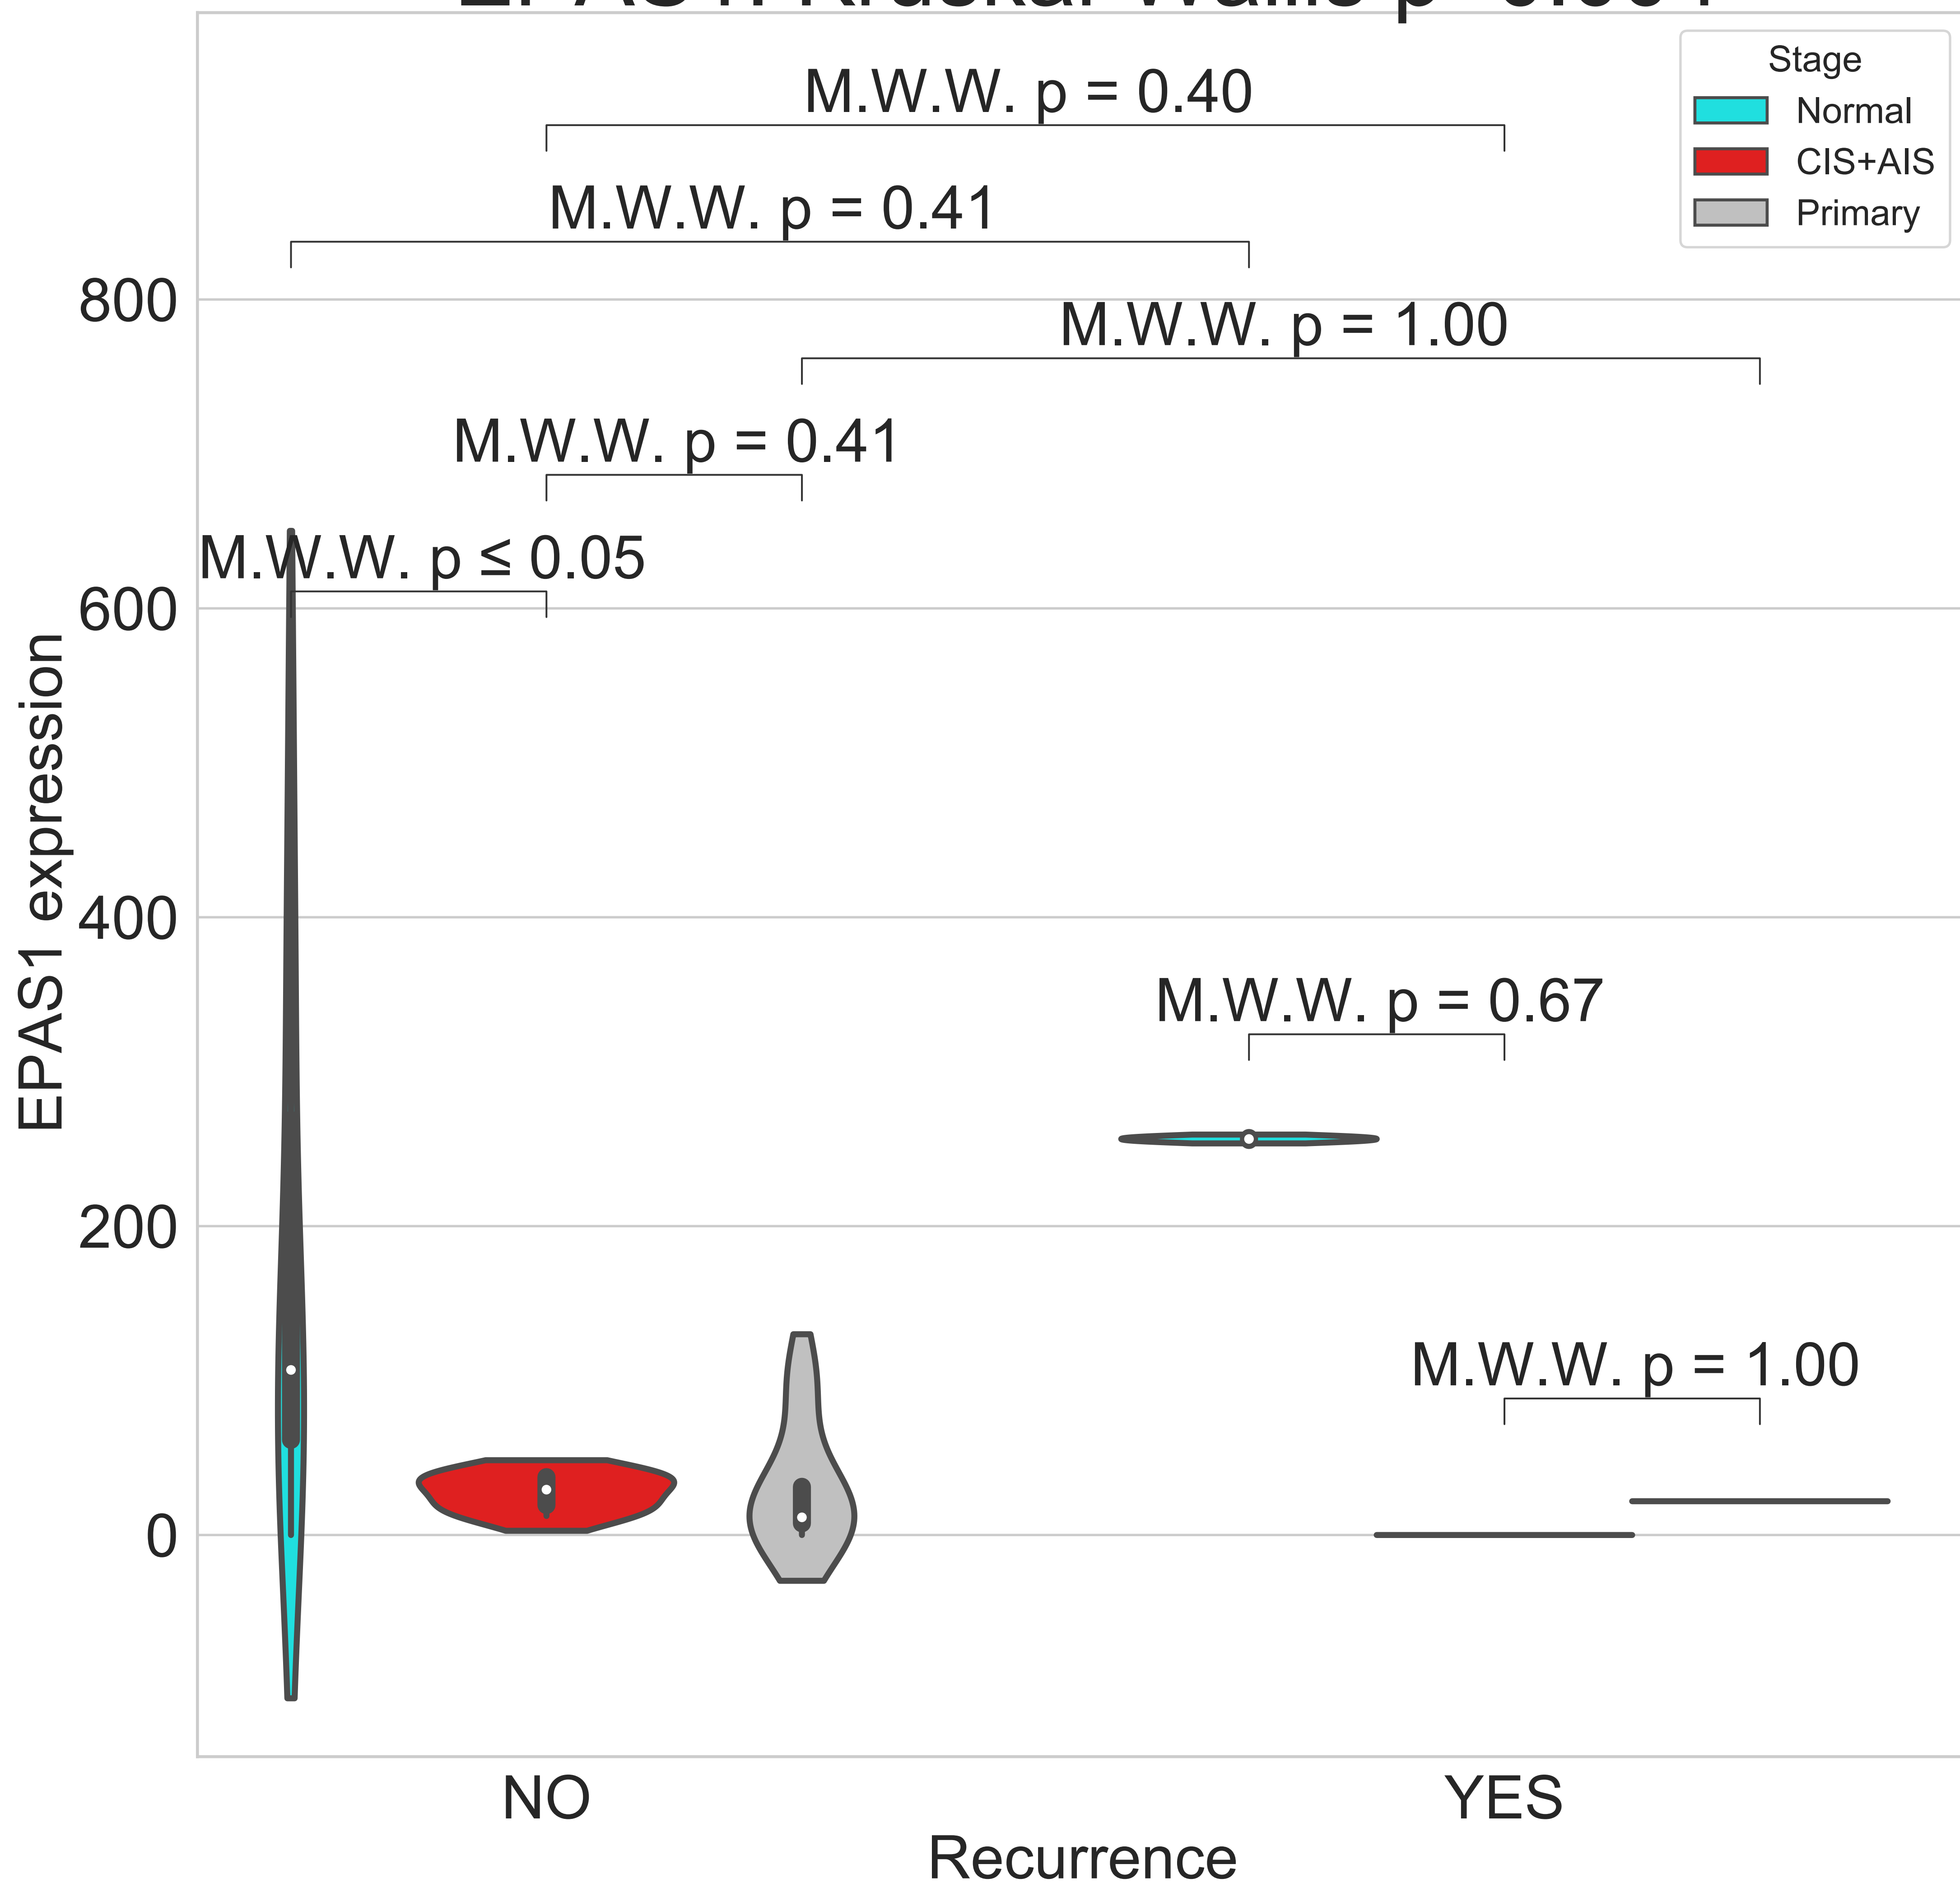 Stage
Normal
CIS+AIS
Primary
M.W.W. p = 0.40
M.W.W. p = 0.41
M.W.W. p = 1.00
M.W.W. p = 0.41
M.W.W. p ≤ 0.05
M.W.W. p = 0.67
M.W.W. p = 1.00
EPAS1 expression
800
600
400
200
0
NO
YES
Recurrence